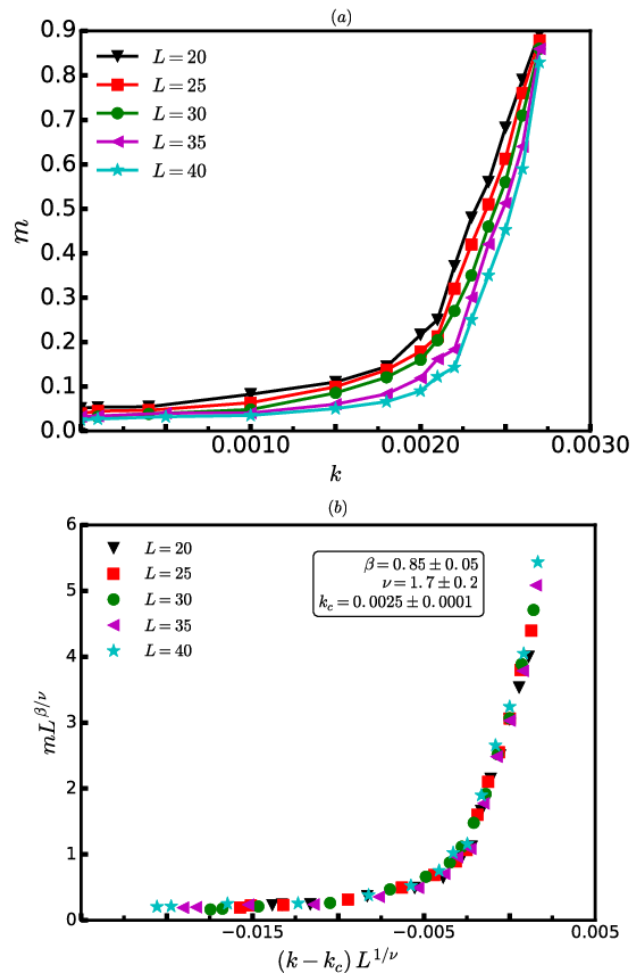 (a)
0.9
0.8
0.7
0.6
0.5
0.4
0.3
0.2
0.1
0.0
m
L = 20
L = 25
L = 30
L = 35
L = 40
0.0010 0.0020 0.0030
k
(b)
6
5
4
3
2
1
0
mL^{β/ν}
L = 20
L = 25
L = 30
L = 35
L = 40
β = 0.85 ± 0.05
ν = 1.7 ± 0.2
k_c = 0.0025 ± 0.0001
−0.015 −0.005 0.005
(k − k_c) L^{1/ν}